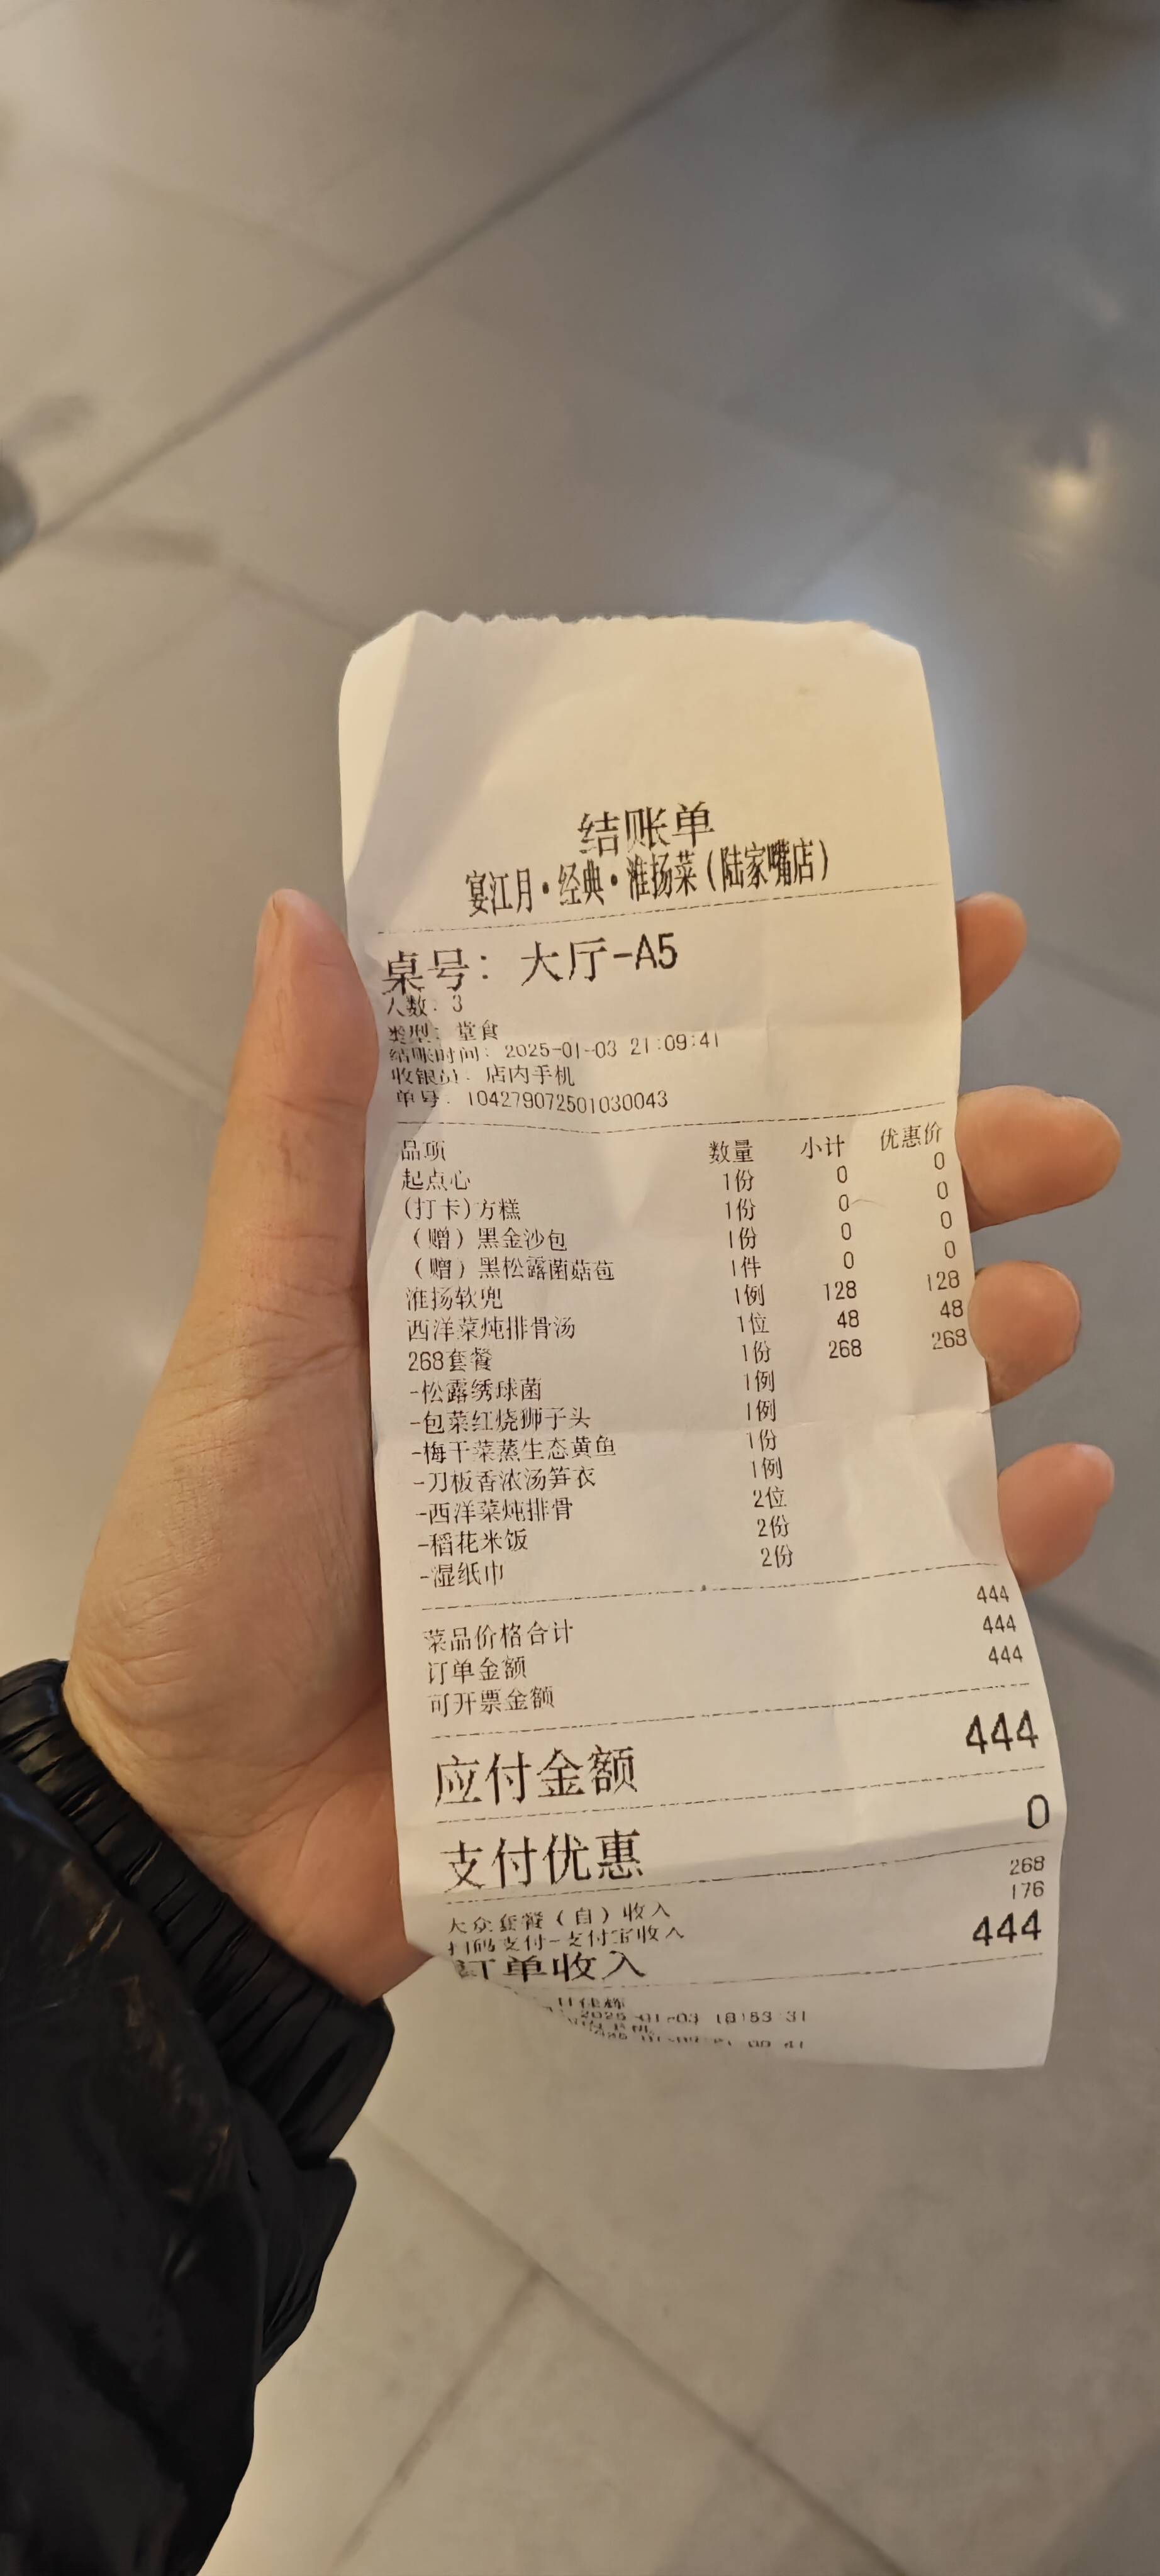 结账单
宴江月·经典·淮扬菜(陆家嘴店)
桌号: 大厅-A5
人数: 3
类型: 堂食
结账时间: 2025-01-03 21:09:41
收银员: 店内手机
单号: 104279072501030043
品项 数量 小计 优惠价
起点心 1份 0 0
(打卡)方糕 1份 0 0
(赠)黑金沙包 1份 0 0
(赠)黑松露菌菇包 1件 0 0
淮扬软兜 1例 128 128
西洋菜炖排骨汤 1位 48 48
268套餐 1份 268 268
-松露绣球菌 1例
-包菜红烧狮子头 1例
-梅干菜蒸生态黄鱼 1份
-刀板香浓汤笋衣 1例
-西洋菜炖排骨 2位
-稻花米饭 2份
-湿纸巾 2份
菜品价格合计 444
订单金额 444
可开票金额 444
应付金额 444
支付优惠 0
大众套餐(自)收入 268
扫码支付-支付宝收入 176
订单收入 444
2025-01-03 18:53:31